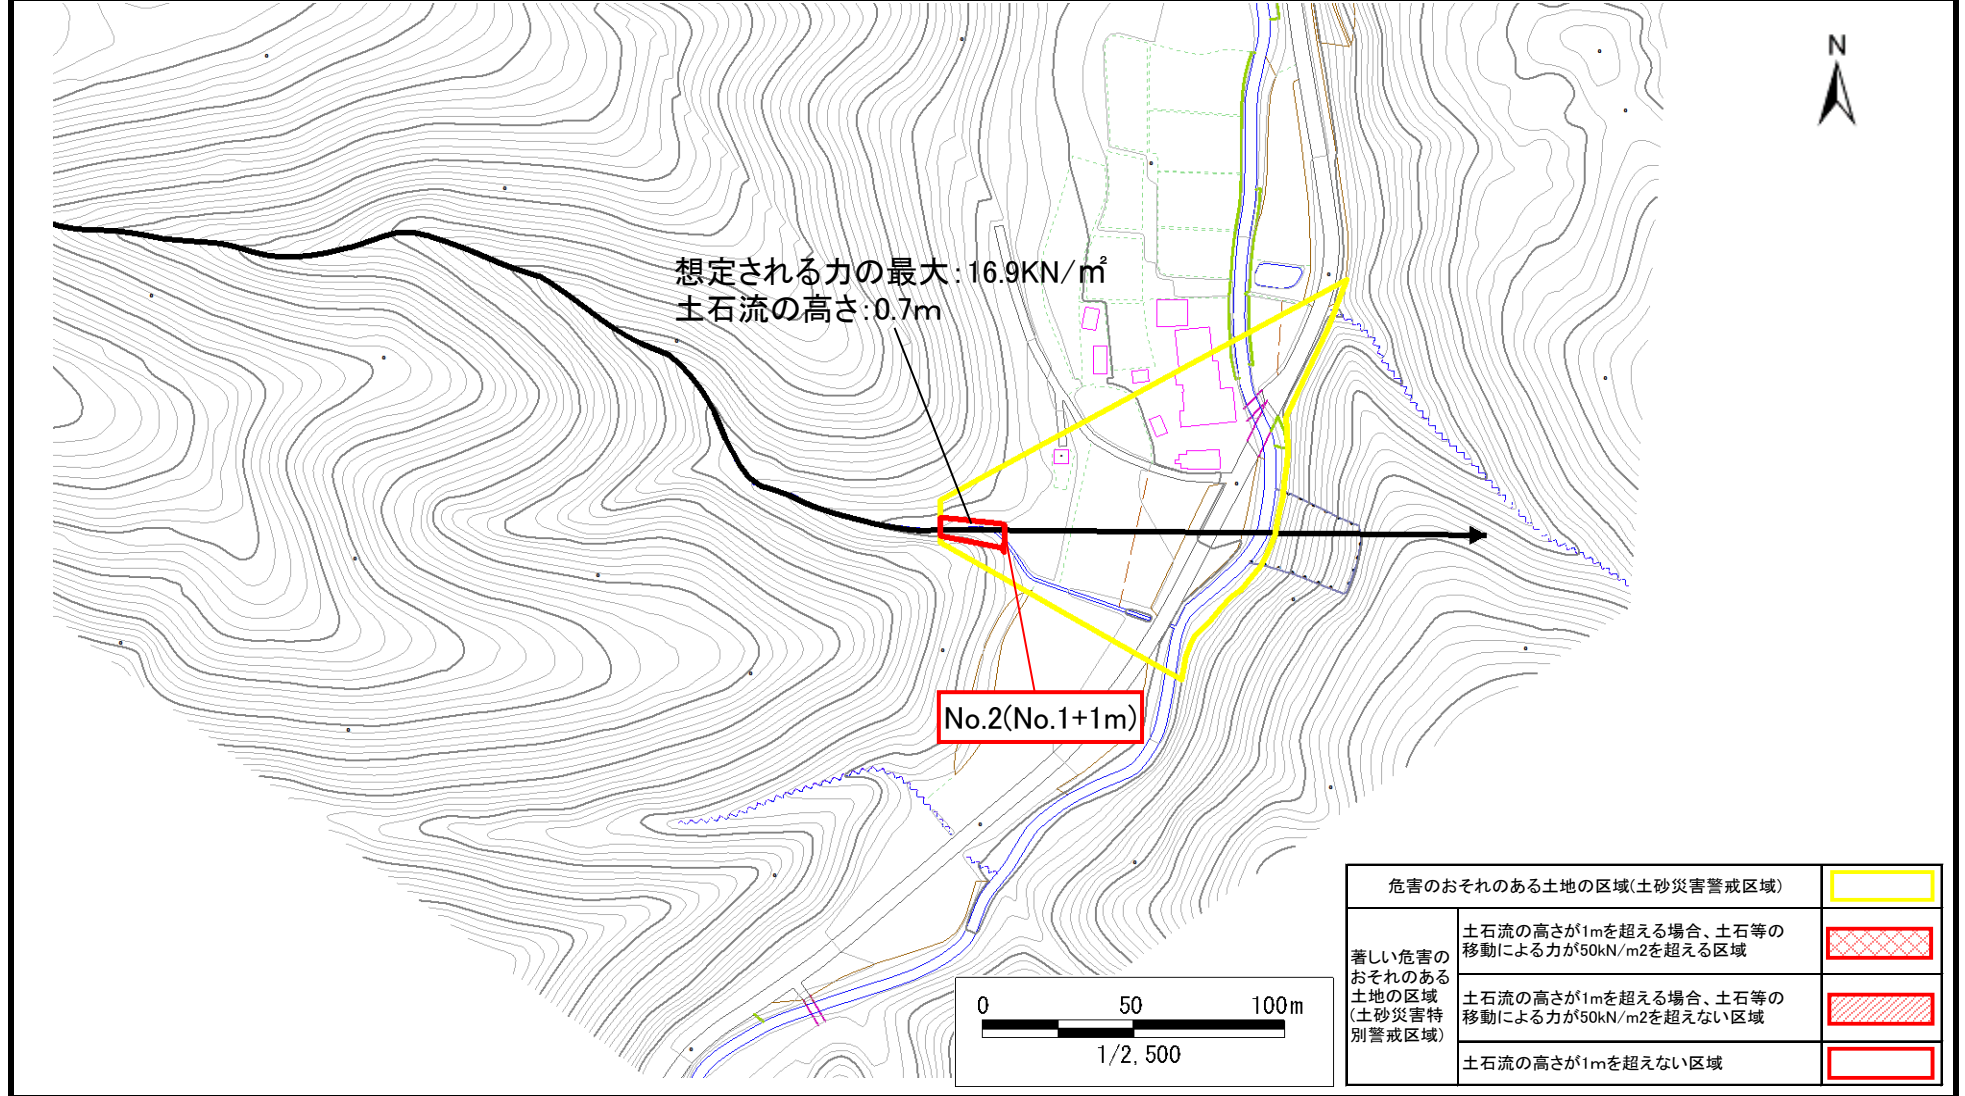 N
想定される力の最大:16.9KN/㎡
土石流の高さ:0.7m
No.2(No.1+1m)
0 50 100m
1/2,500
危害のおそれのある土地の区域(土砂災害警戒区域)
著しい危害の
おそれのある
土地の区域
(土砂災害特
別警戒区域)
土石流の高さが1mを超える場合、土石等の
移動による力が50kN/m2を超える区域
土石流の高さが1mを超える場合、土石等の
移動による力が50kN/m2を超えない区域
土石流の高さが1mを超えない区域